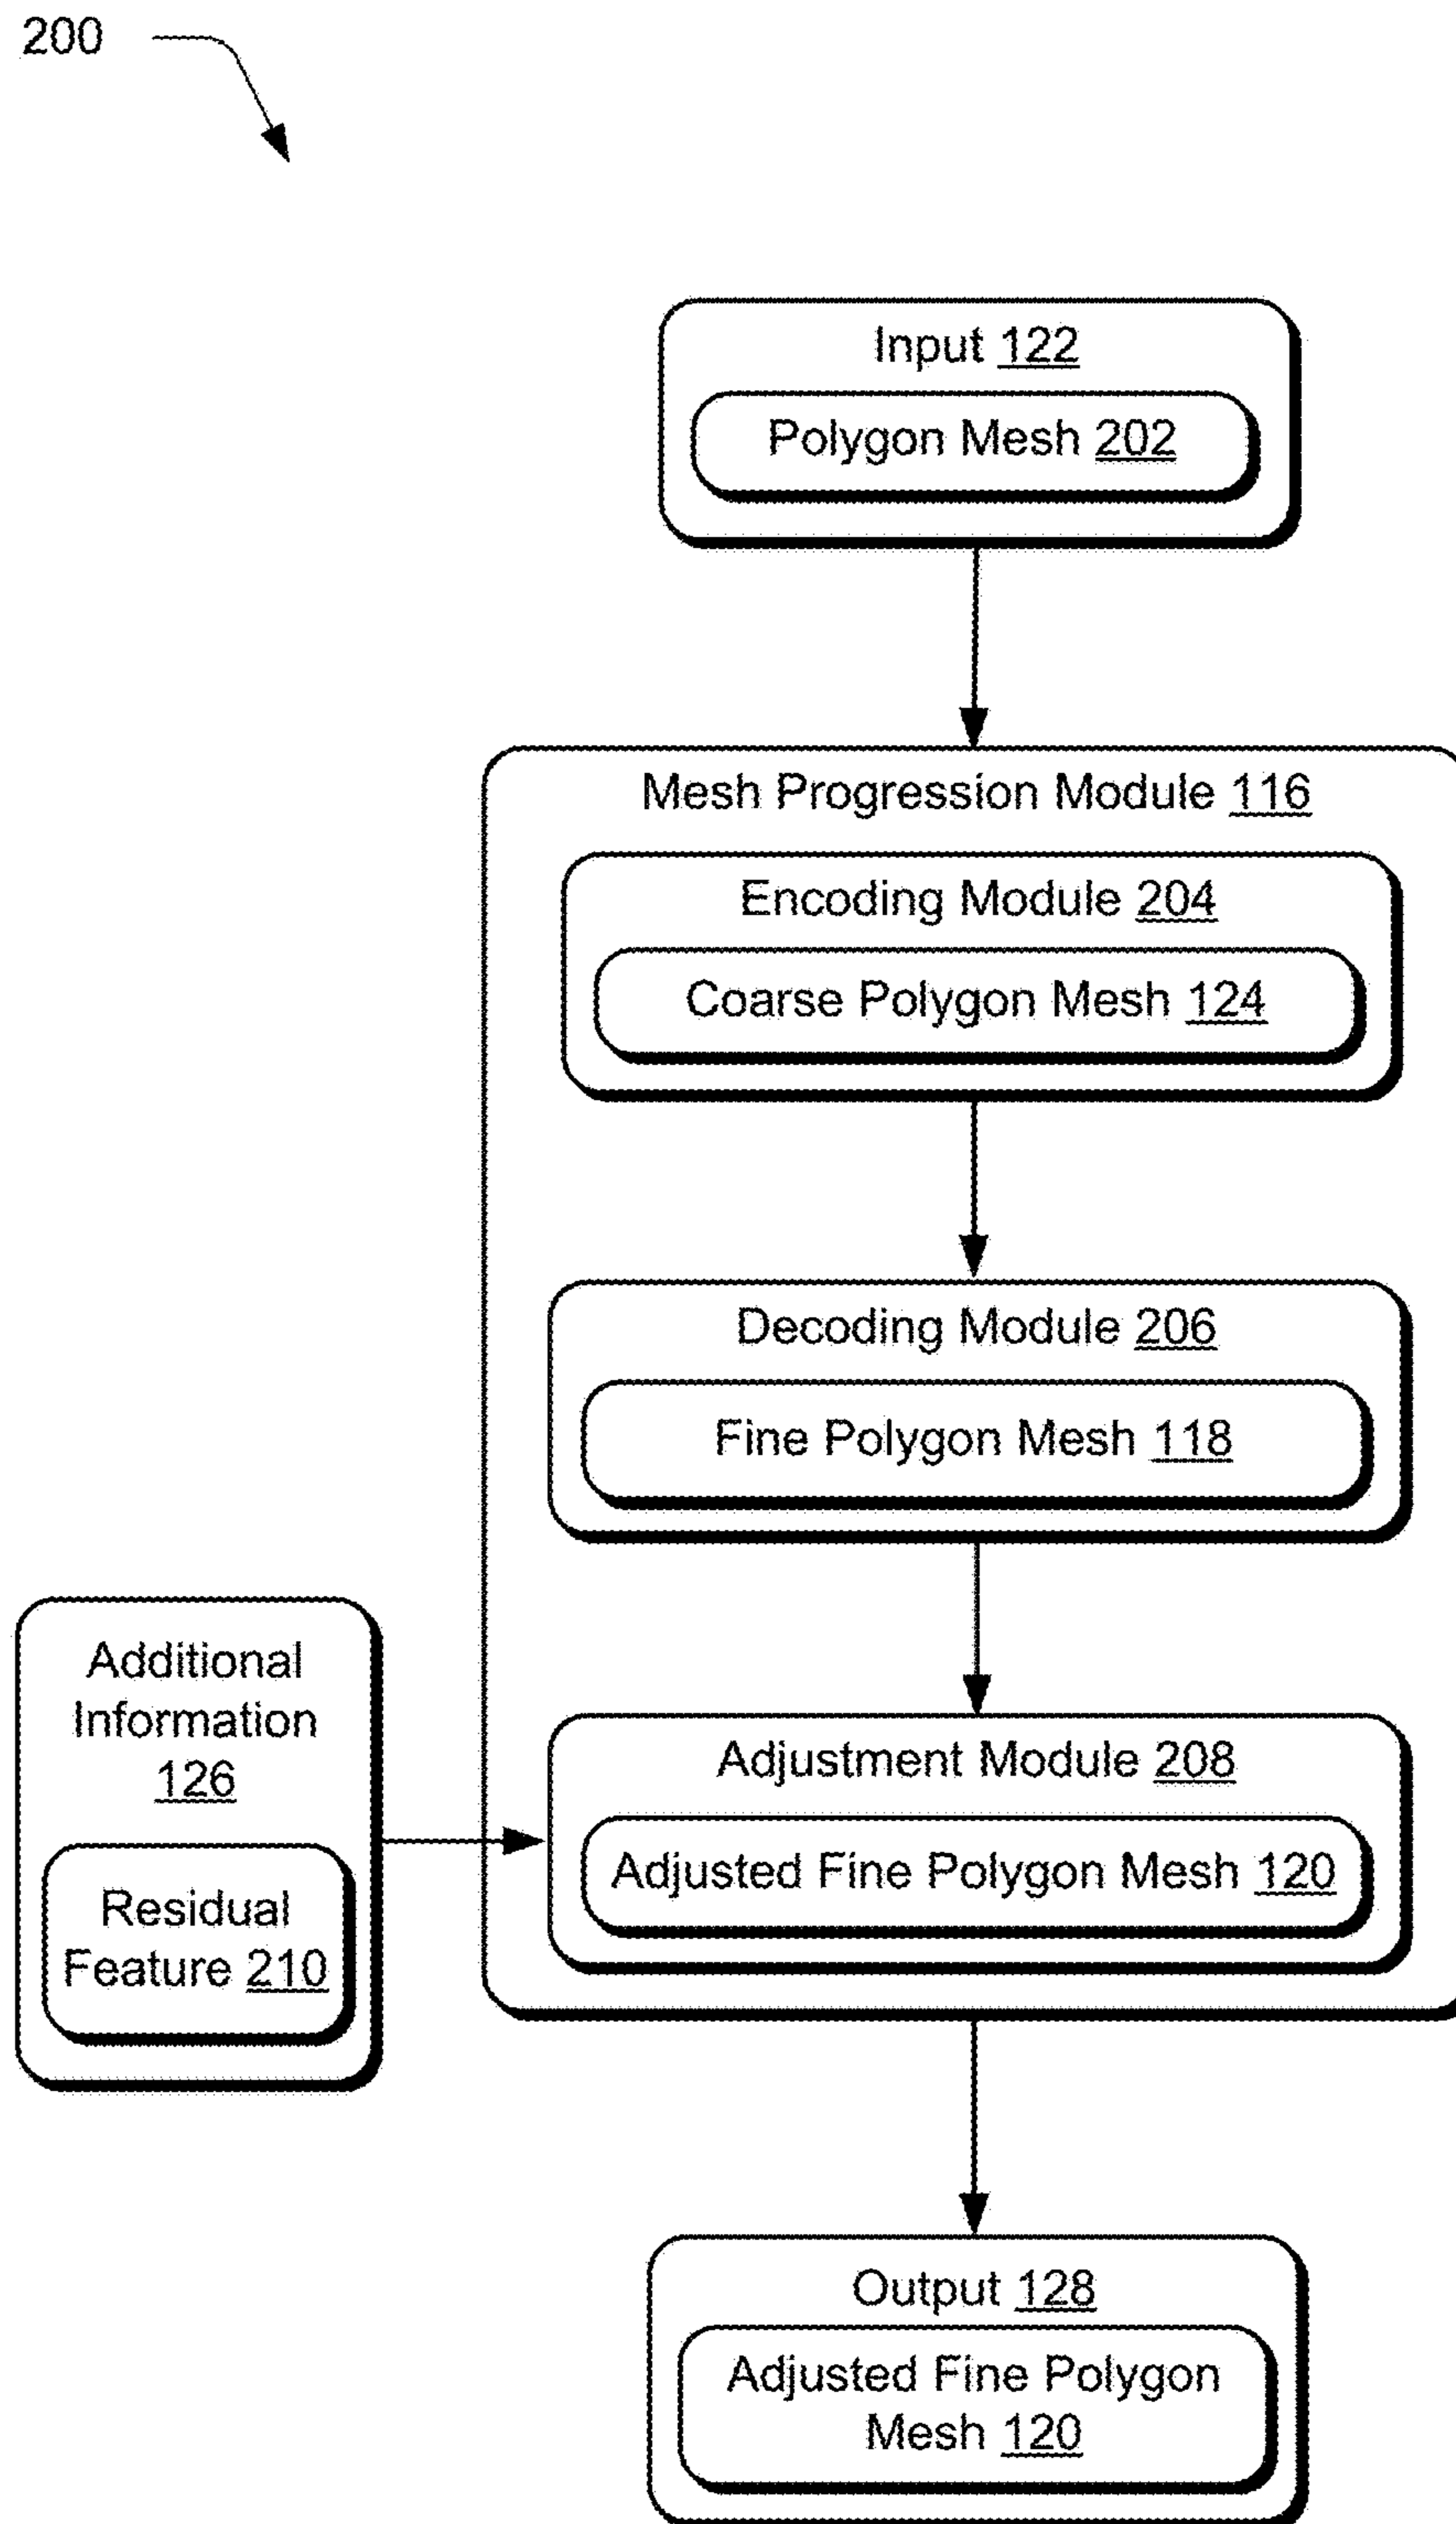 200
Input 122
Polygon Mesh 202
Mesh Progression Module 116
Encoding Module 204
Coarse Polygon Mesh 124
Decoding Module 206
Fine Polygon Mesh 118
Additional
Information
126
Residual
Feature 210
Adjustment Module 208
Adjusted Fine Polygon Mesh 120
Output 128
Adjusted Fine Polygon
Mesh 120